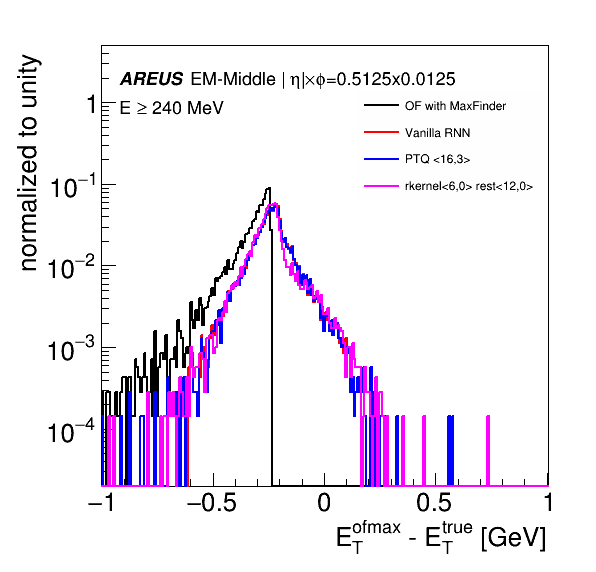 AREUS EM-Middle | η|×ϕ=0.5125x0.0125
E ≥ 240 MeV
OF with MaxFinder
Vanilla RNN
PTQ <16,3>
rkernel<6,0> rest<12,0>
normalized to unity
1
10⁻¹
10⁻²
10⁻³
10⁻⁴
−1 −0.5 0 0.5 1
E_T^ofmax - E_T^true [GeV]